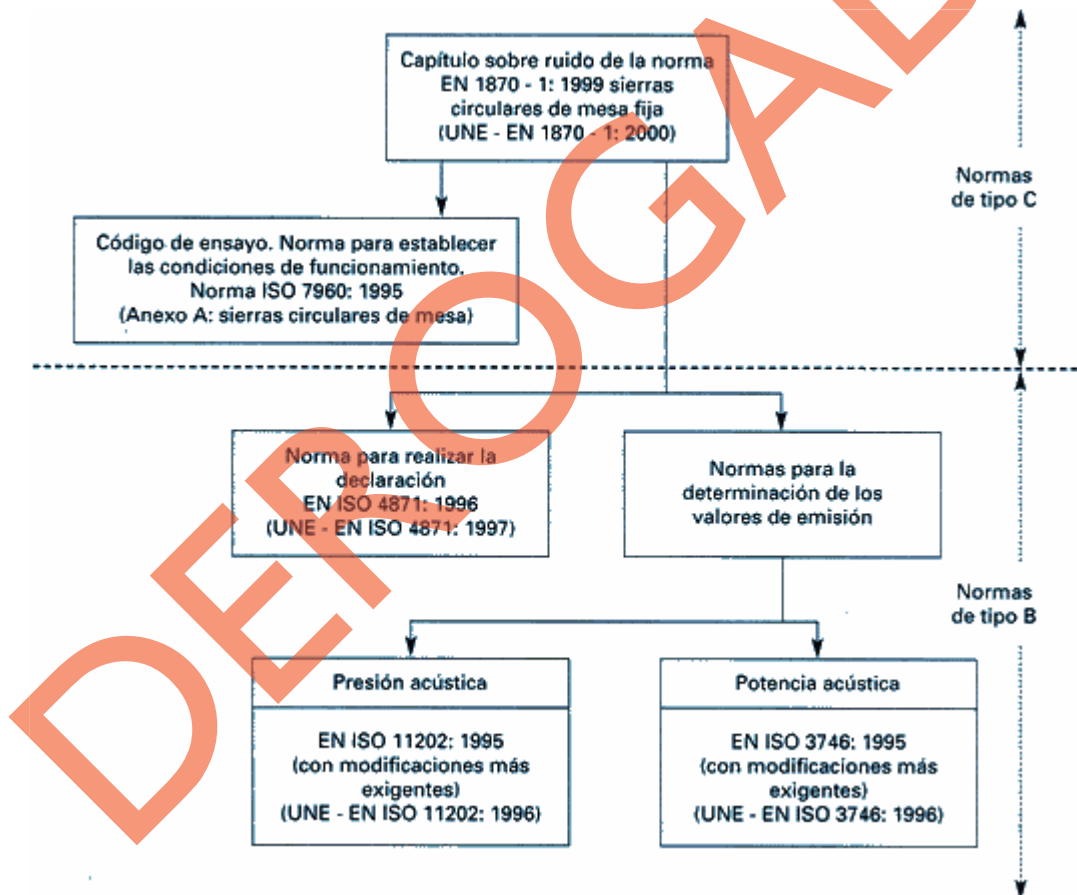 Capítulo sobre ruido de la norma
EN 1870 - 1: 1999 sierras
circulares de mesa fija
(UNE - EN 1870 - 1: 2000)
Normas
de tipo C
Código de ensayo. Norma para establecer
las condiciones de funcionamiento.
Norma ISO 7960: 1995
(Anexo A: sierras circulares de mesa)
Norma para realizar la
declaración
EN ISO 4871: 1996
(UNE - EN ISO 4871: 1997)
Normas para la
determinación de los
valores de emisión
Normas
de tipo B
Presión acústica
EN ISO 11202: 1995
(con modificaciones más
exigentes)
(UNE - EN ISO 11202: 1996)
Potencia acústica
EN ISO 3746: 1995
(con modificaciones más
exigentes)
(UNE - EN ISO 3746: 1996)